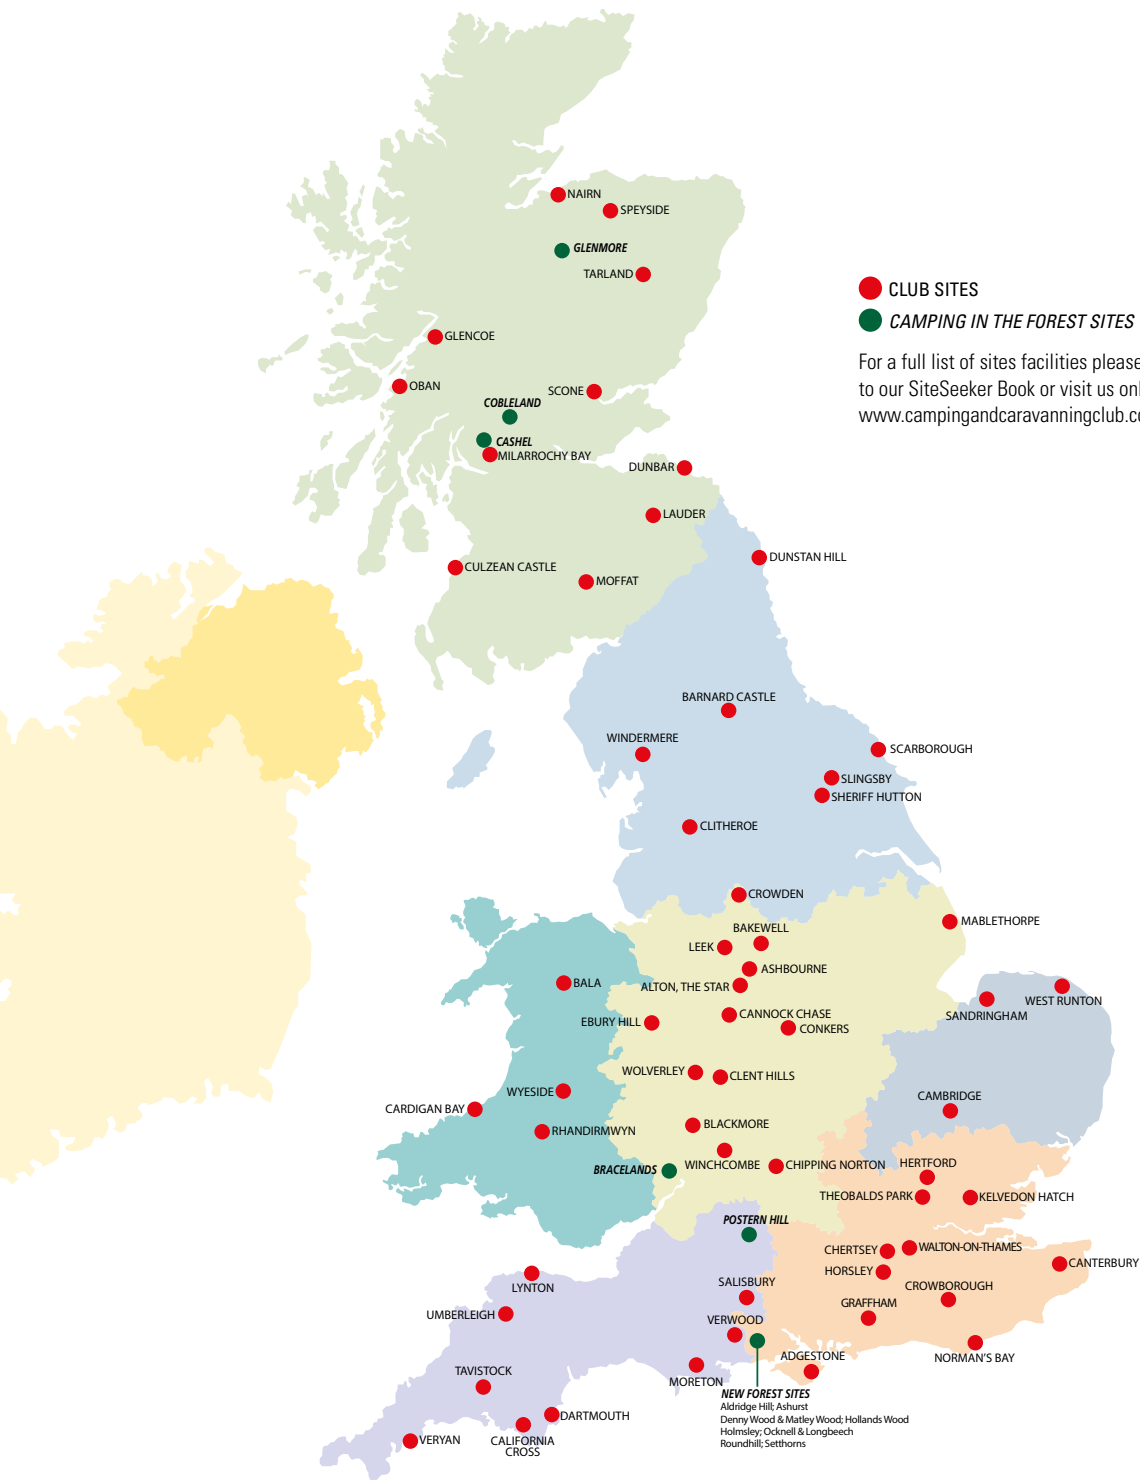 NAIRN
SPEYSIDE
GLENMORE
TARLAND
CLUB SITES
CAMPING IN THE FOREST SITES
For a full list of sites facilities please
to our SiteSeeker Book or visit us onl
www.campingandcaravanningclub.co
GLENCOE
OBAN
SCONE
COBLELAND
CASHEL
MILARROCHY BAY
DUNBAR
LAUDER
DUNSTAN HILL
CULZEAN CASTLE
MOFFAT
BARNARD CASTLE
WINDERMERE
SCARBOROUGH
SLINGSBY
SHERIFF HUTTON
CLITHEROE
CROWDEN
MABLETHORPE
BAKEWELL
LEEK
ASHBOURNE
BALA
ALTON, THE STAR
WEST RUNTON
SANDRINGHAM
CANNOCK CHASE
EBURY HILL
CONKERS
WOLVERLEY
CLENT HILLS
WYESIDE
CAMBRIDGE
CARDIGAN BAY
BLACKMORE
RHANDIRMWYN
WINCHCOMBE
CHIPPING NORTON
HERTFORD
BRACELANDS
THEOBALDS PARK
KELVEDON HATCH
POSTERN HILL
CHERTSEY
WALTON-ON-THAMES
CANTERBURY
HORSLEY
LYNTON
SALISBURY
CROWBOROUGH
GRAFFHAM
UMBERLEIGH
VERWOOD
NORMAN'S BAY
ADGESTONE
TAVISTOCK
MORETON
NEW FOREST SITES
Aldridge Hill; Ashurst
Denny Wood & Matley Wood; Hollands Wood
Holmsley; Ocknell & Longbeech
Roundhill; Setthorns
DARTMOUTH
VERYAN
CALIFORNIA
CROSS